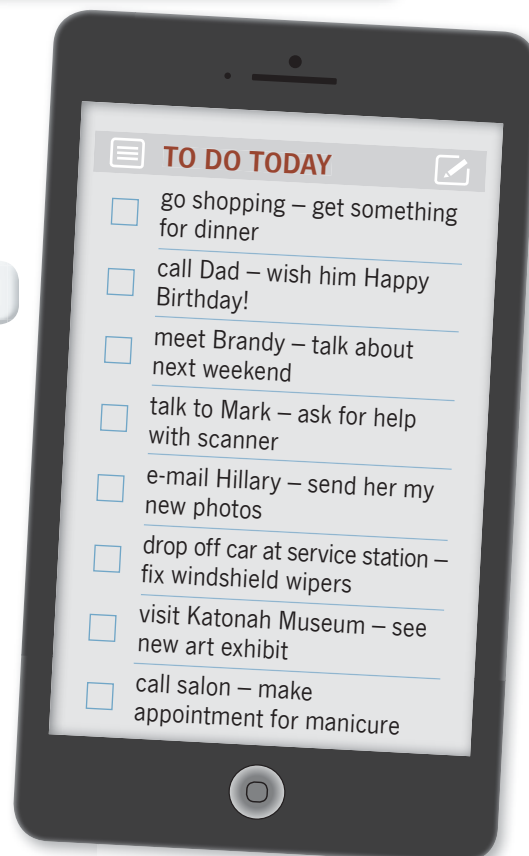 TO DO TODAY
go shopping – get something
for dinner
call Dad – wish him Happy
Birthday!
meet Brandy – talk about
next weekend
talk to Mark – ask for help
with scanner
e-mail Hillary – send her my
new photos
drop off car at service station –
fix windshield wipers
visit Katonah Museum – see
new art exhibit
call salon – make
appointment for manicure